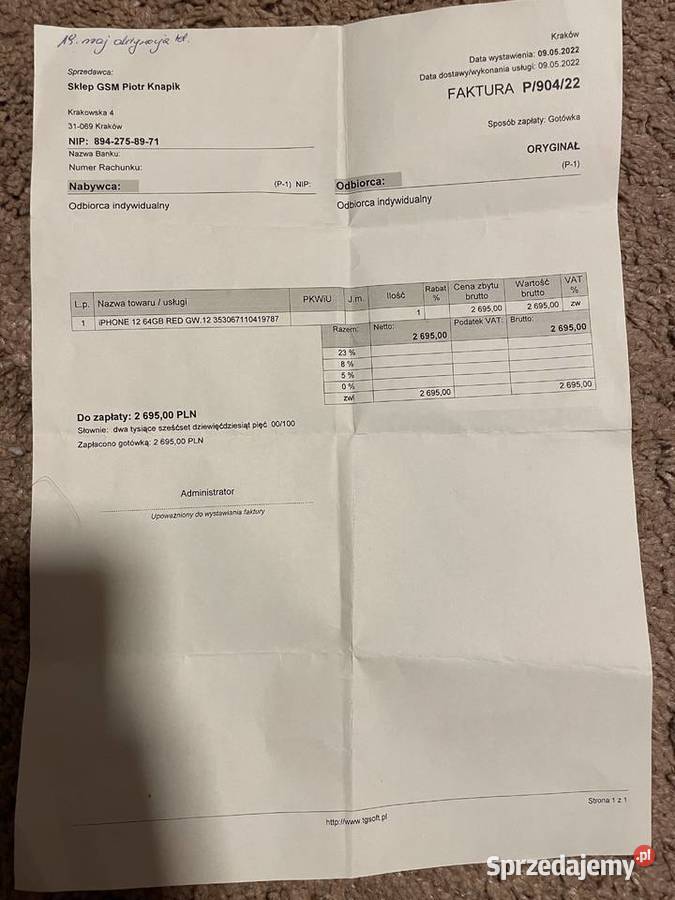 19. maj aktywacja tel.
Kraków
Data wystawienia: 09.05.2022
Data dostawy/wykonania usługi: 09.05.2022
FAKTURA P/904/22
Sposób zapłaty: Gotówka
ORYGINAŁ
(P-1)
Sprzedawca:
Sklep GSM Piotr Knapik
Krakowska 4
31-069 Kraków
NIP: 894-275-89-71
Nazwa Banku:
Numer Rachunku:
Nabywca: (P-1) NIP:
Odbiorca indywidualny
Odbiorca:
Odbiorca indywidualny
L.p. Nazwa towaru / usługi PKWiU J.m. Ilość Rabat % Cena zbytu brutto Wartość brutto VAT %
1 iPHONE 12 64GB RED GW.12 353067110419787 1 2 695,00 2 695,00 zw
Razem: Netto: 2 695,00 Podatek VAT: Brutto: 2 695,00
23 %
8 %
5 %
0 %
zwl 2 695,00 2 695,00
Do zapłaty: 2 695,00 PLN
Słownie: dwa tysiące sześćset dziewięćdziesiąt pięć 00/100
Zapłacono gotówką: 2 695,00 PLN
Administrator
Upoważniony do wystawiania faktury
Strona 1 z 1
http://www.tgsoft.pl
Sprzedajemy.pl